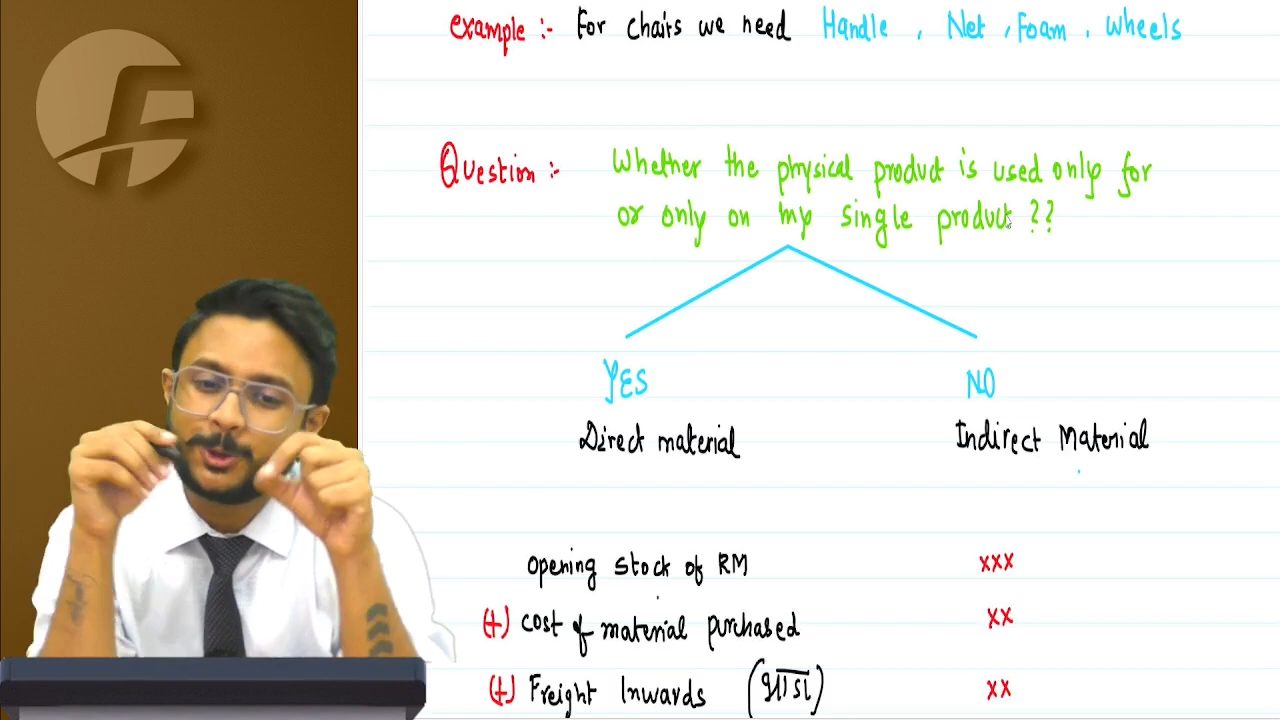 example :- For chairs we need Handle , Net , Foam , wheels
Question :- Whether the physical product is used only for
or only on my single product ??
YES NO
Direct material Indirect Material
opening stock of RM xxx
(+) cost of material purchased xx
(+) Freight Inwards (भाडा) xx